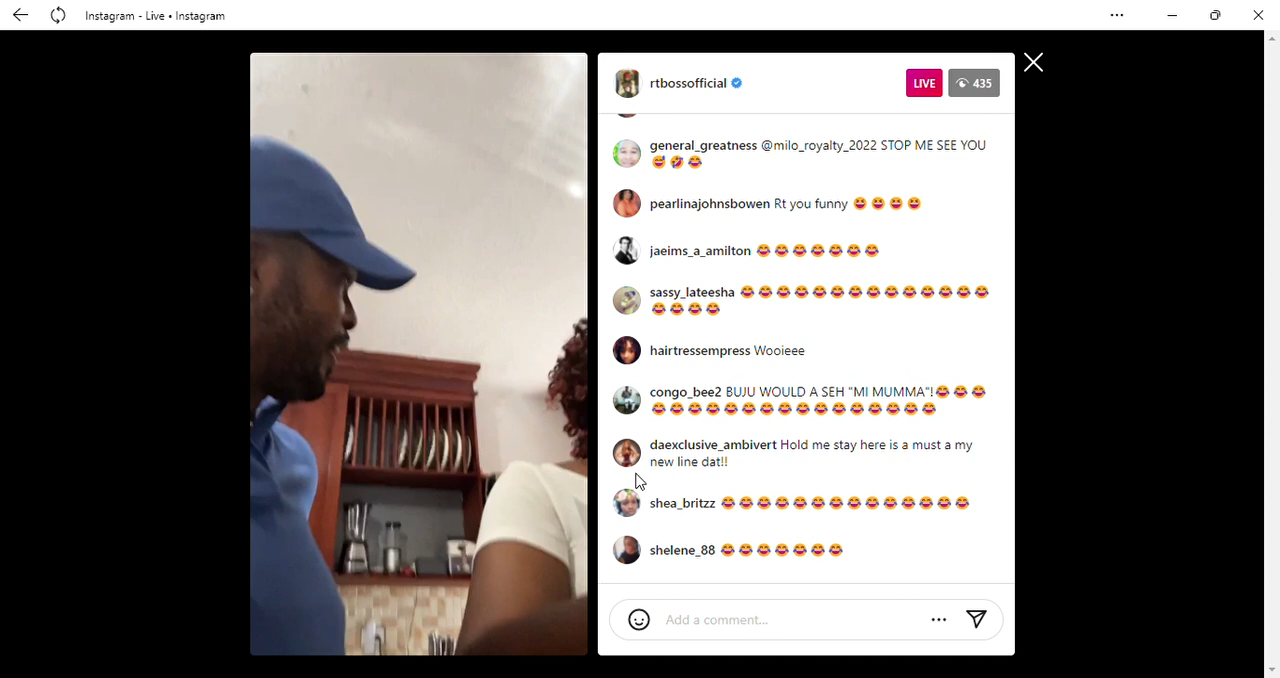 Instagram - Live • Instagram
rtbossofficial
LIVE
435
general_greatness @milo_royalty_2022 STOP ME SEE YOU
😅 🤣 😂
pearlinajohnsbowen Rt you funny 😆 😆 😆 😆
jaeims_a_amilton 😂 😂 😂 😂 😂 😂 😂
sassy_lateesha 😂 😂 😂 😂 😂 😂 😂 😂 😂 😂 😂 😂 😂 😂
😂 😂 😂 😂
hairtressempress Wooieee
congo_bee2 BUJU WOULD A SEH "MI MUMMA"!😂 😂 😂
😂 😂 😂 😂 😂 😂 😂 😂 😂 😂 😂 😂 😂 😂 😂 😂
daexclusive_ambivert Hold me stay here is a must a my
new line dat!!
shea_britzz 😂 😂 😂 😂 😂 😂 😂 😂 😂 😂 😂 😂 😂 😂
shelene_88 😂 😂 😂 😂 😂 😂 😂
Add a comment...